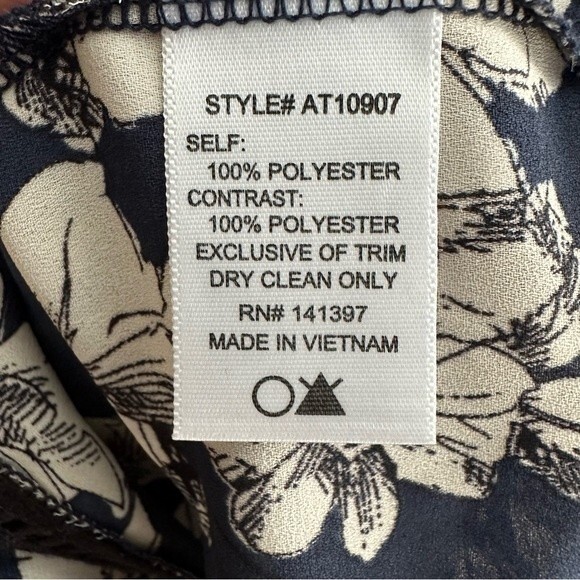 STYLE# AT10907
SELF:
100% POLYESTER
CONTRAST:
100% POLYESTER
EXCLUSIVE OF TRIM
DRY CLEAN ONLY
RN# 141397
MADE IN VIETNAM